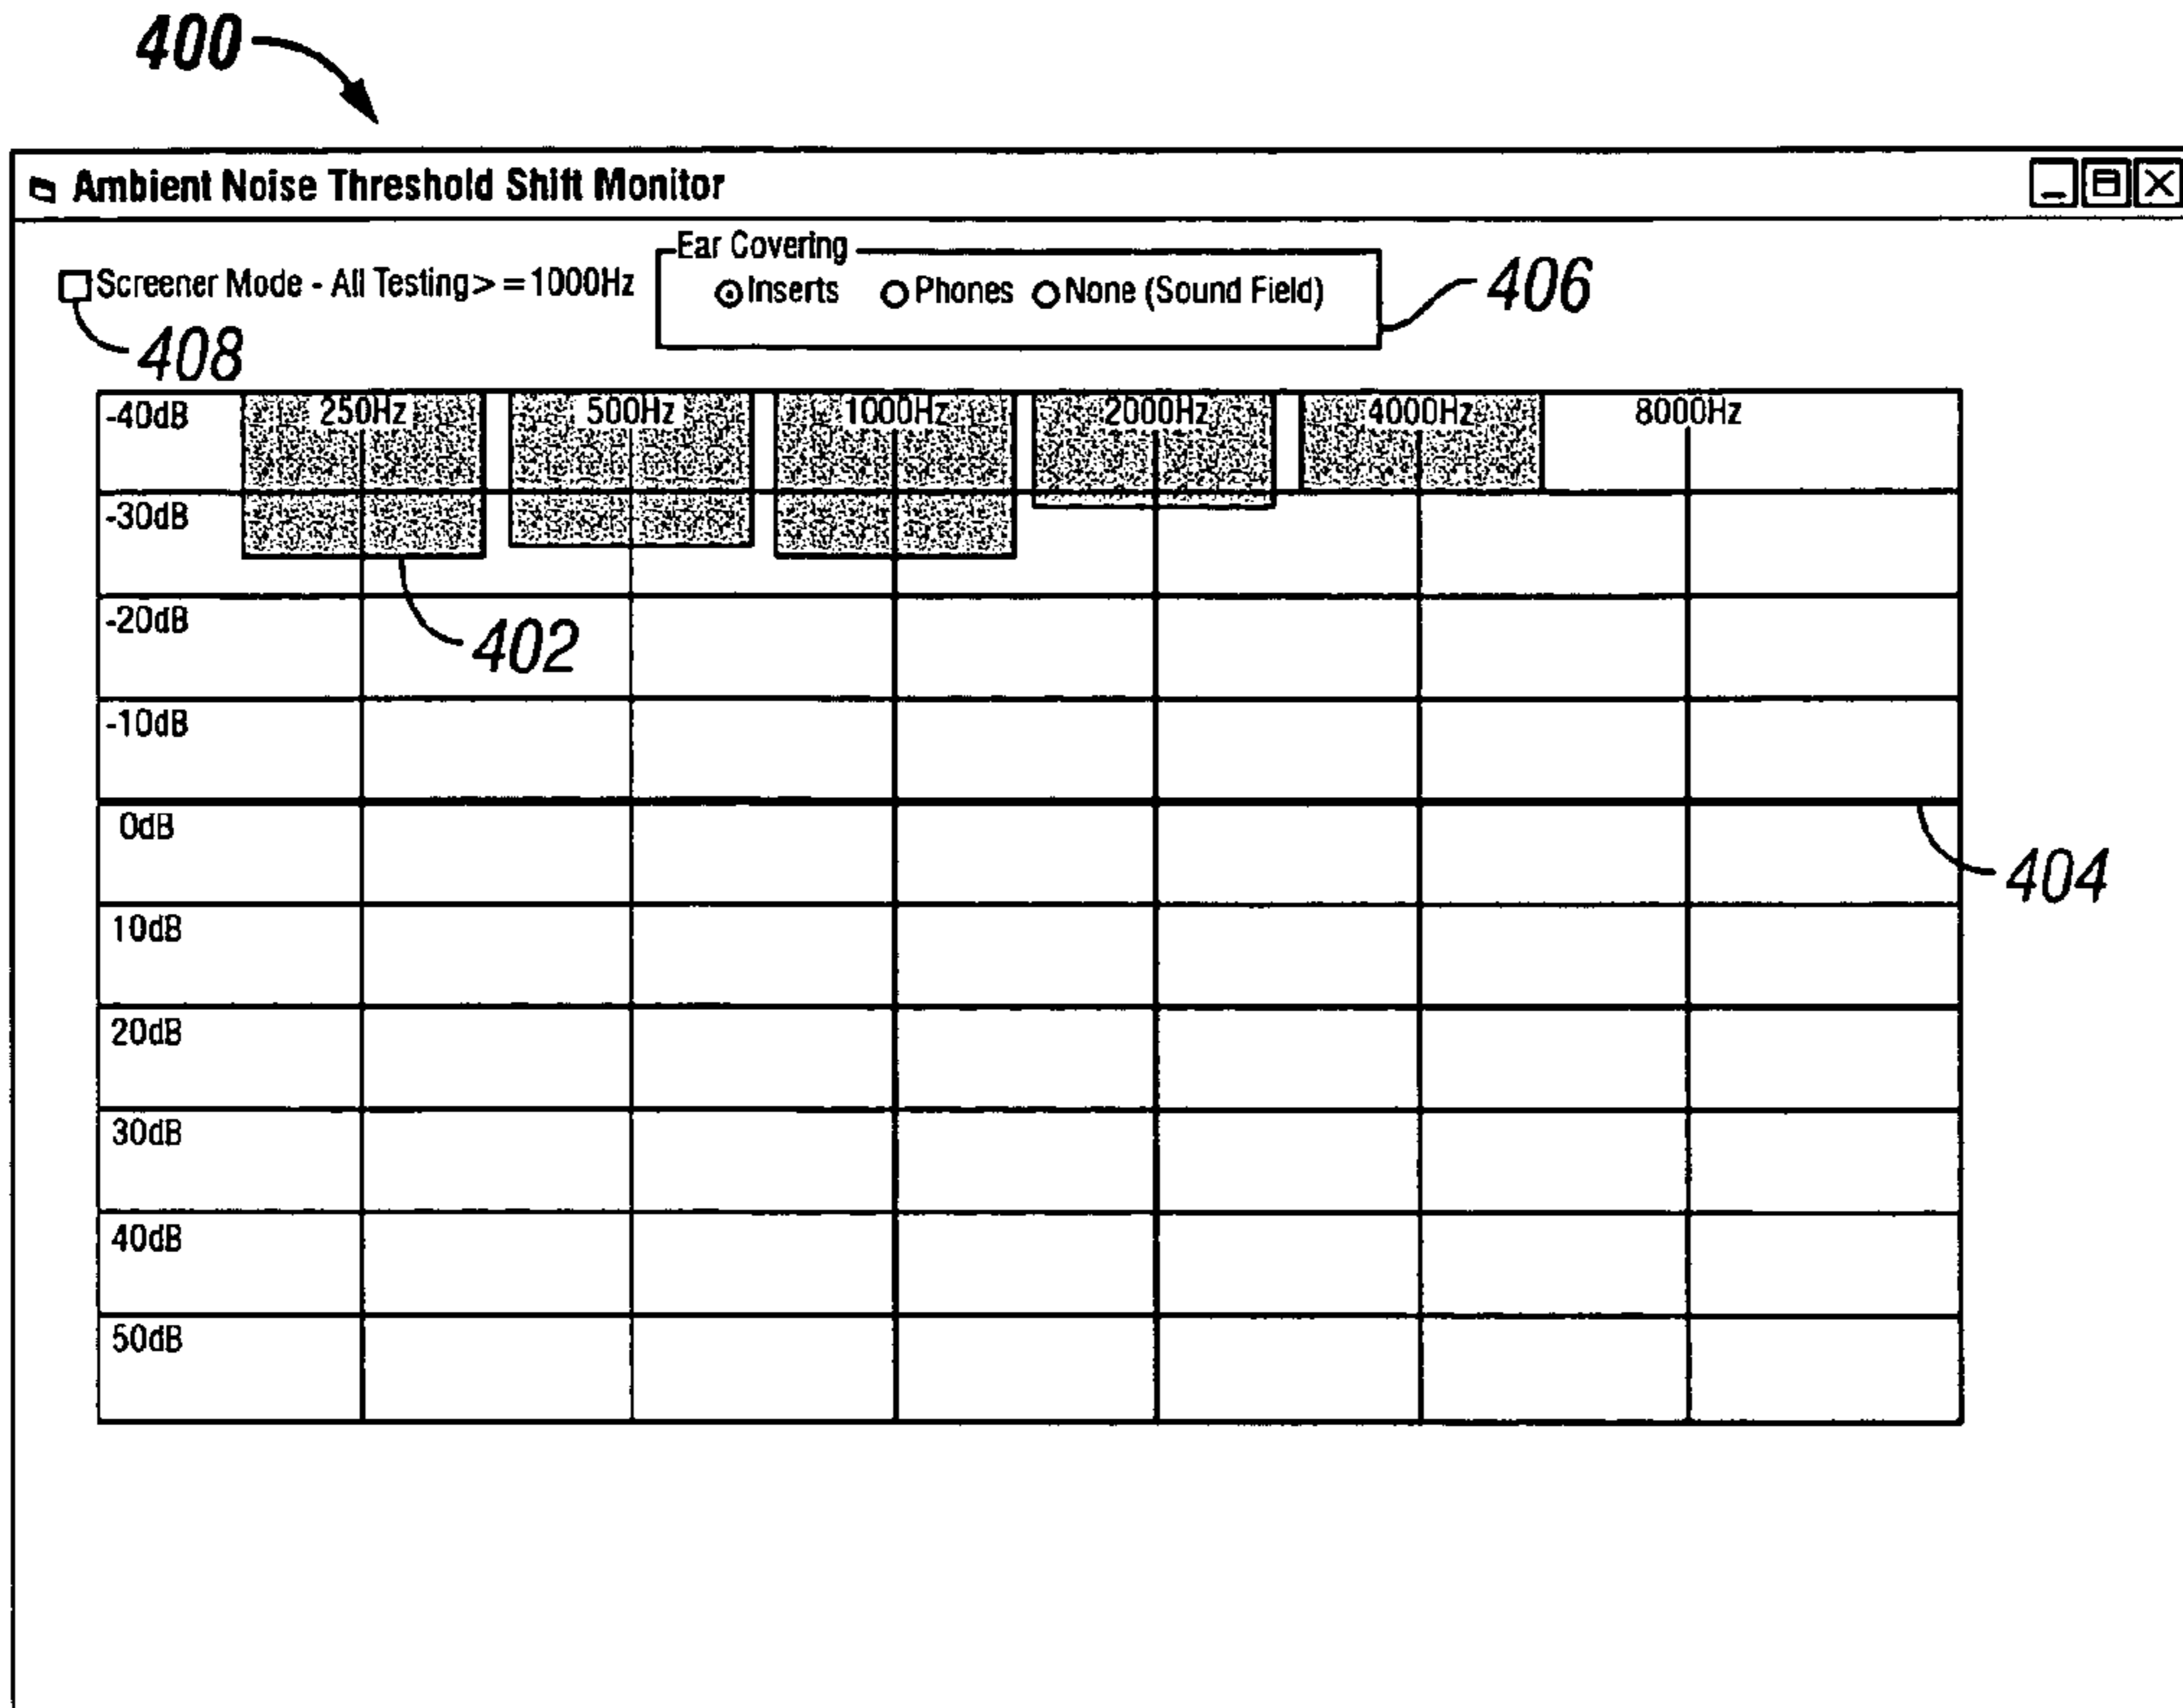 400
Ambient Noise Threshold Shift Monitor
Ear Covering
Screener Mode - All Testing> =1000Hz
Inserts Phones None (Sound Field)
406
408
-40dB 250Hz 500Hz 1000Hz 2000Hz 4000Hz 8000Hz
-30dB
-20dB
402
-10dB
0dB
404
10dB
20dB
30dB
40dB
50dB